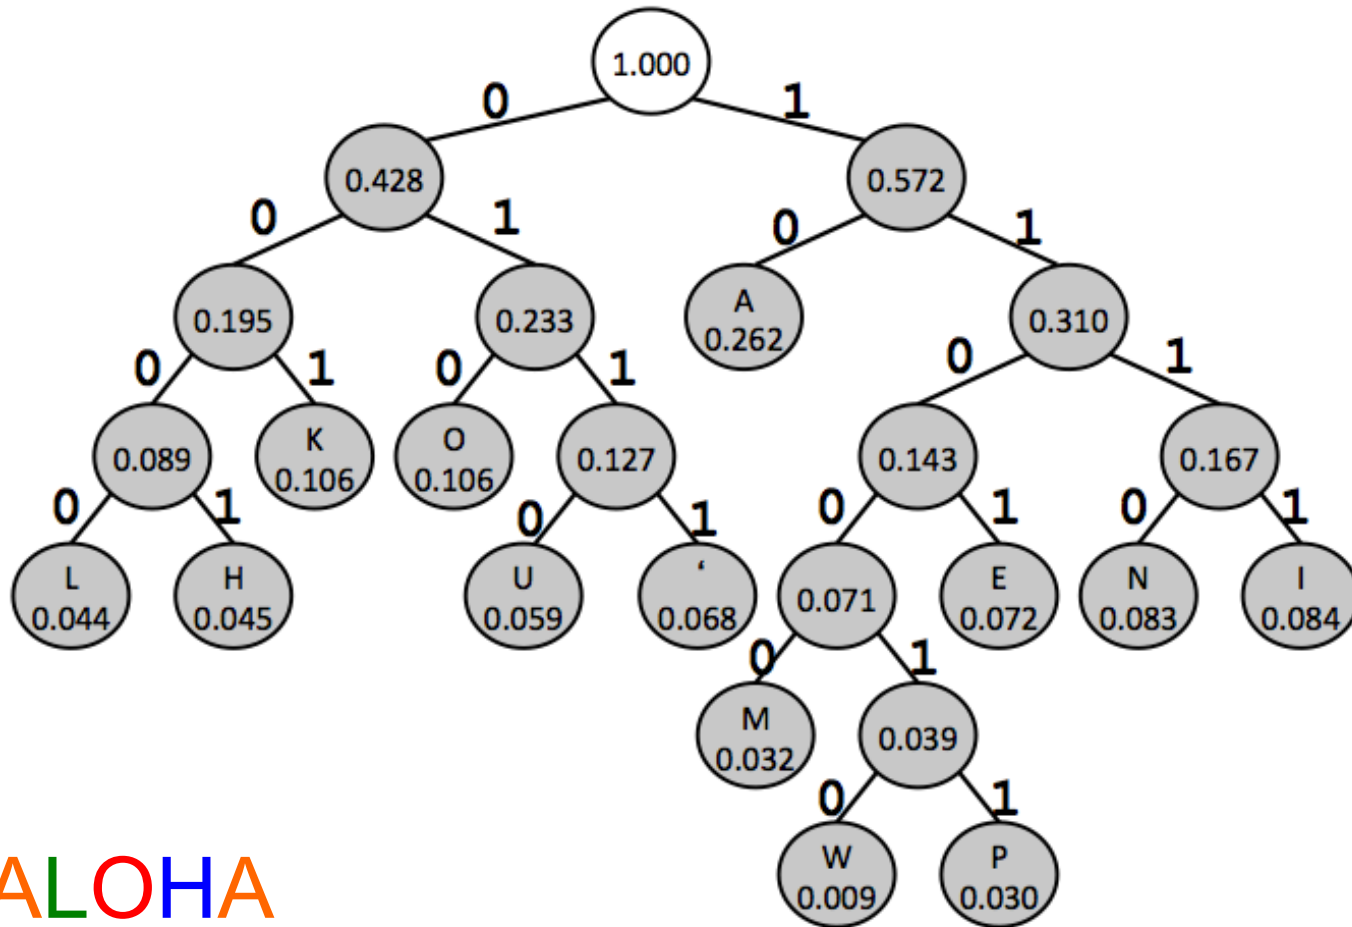 1.000
0 1
0.428 0.572
0 1 0 1
0.195 0.233 A 0.310
0.262
0 1 0 1 0 1
0.089 K O 0.127 0.143 0.167
0.106 0.106
0 1 0 1 0 1 0 1
L H U ‘ 0.071 E N I
0.044 0.045 0.059 0.068 0.072 0.083 0.084
0 1
M 0.039
0.032
0 1
W P
0.009 0.030
ALOHA